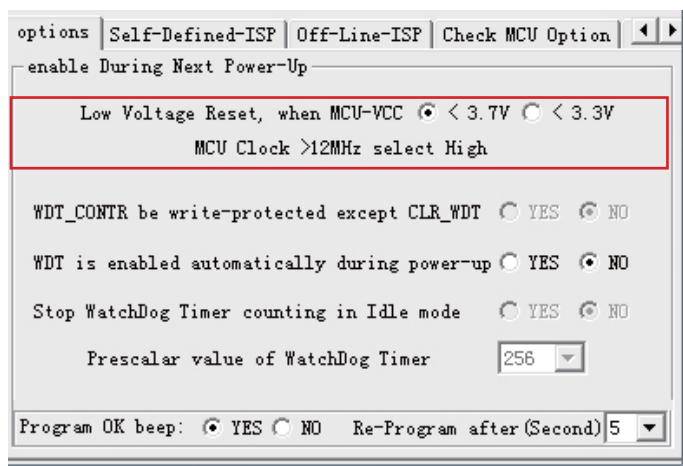 options Self-Defined-ISP Off-Line-ISP Check MCU Option
enable During Next Power-Up
Low Voltage Reset, when MCU-VCC < 3.7V < 3.3V
MCU Clock >12MHz select High
WDT_CONTR be write-protected except CLR_WDT YES NO
WDT is enabled automatically during power-up YES NO
Stop WatchDog Timer counting in Idle mode YES NO
Prescalar value of WatchDog Timer 256
Program OK beep: YES NO Re-Program after(Second) 5